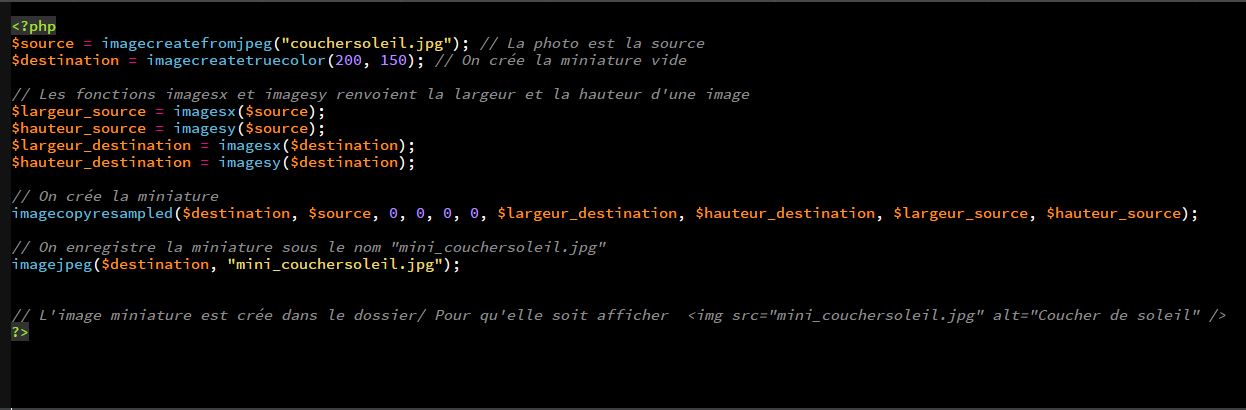 <?php
$source = imagecreatefromjpeg("couchersoleil.jpg"); // La photo est la source
$destination = imagecreatetruecolor(200, 150); // On crée la miniature vide
// Les fonctions imagesx et imagesy renvoient la largeur et la hauteur d'une image
$largeur_source = imagesx($source);
$hauteur_source = imagesy($source);
$largeur_destination = imagesx($destination);
$hauteur_destination = imagesy($destination);
// On crée la miniature
imagecopyresampled($destination, $source, 0, 0, 0, 0, $largeur_destination, $hauteur_destination, $largeur_source, $hauteur_source);
// On enregistre la miniature sous le nom "mini_couchersoleil.jpg"
imagejpeg($destination, "mini_couchersoleil.jpg");
// L'image miniature est crée dans le dossier/ Pour qu'elle soit afficher  <img src="mini_couchersoleil.jpg" alt="Coucher de soleil" />
?>